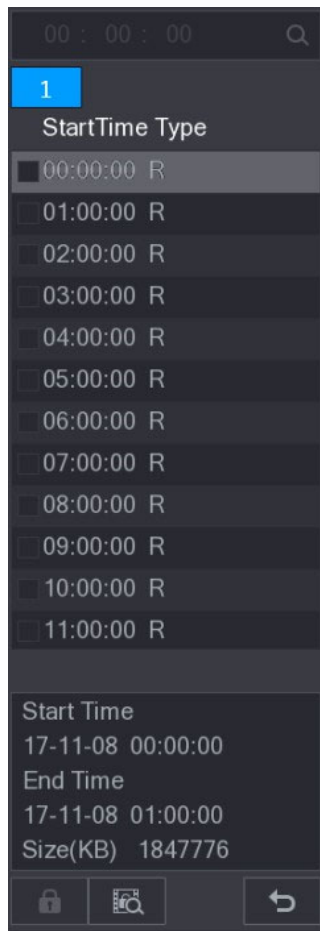 00 : 00 : 00
1
StartTime Type
00:00:00 R
01:00:00 R
02:00:00 R
03:00:00 R
04:00:00 R
05:00:00 R
06:00:00 R
07:00:00 R
08:00:00 R
09:00:00 R
10:00:00 R
11:00:00 R
Start Time
17-11-08 00:00:00
End Time
17-11-08 01:00:00
Size(KB) 1847776